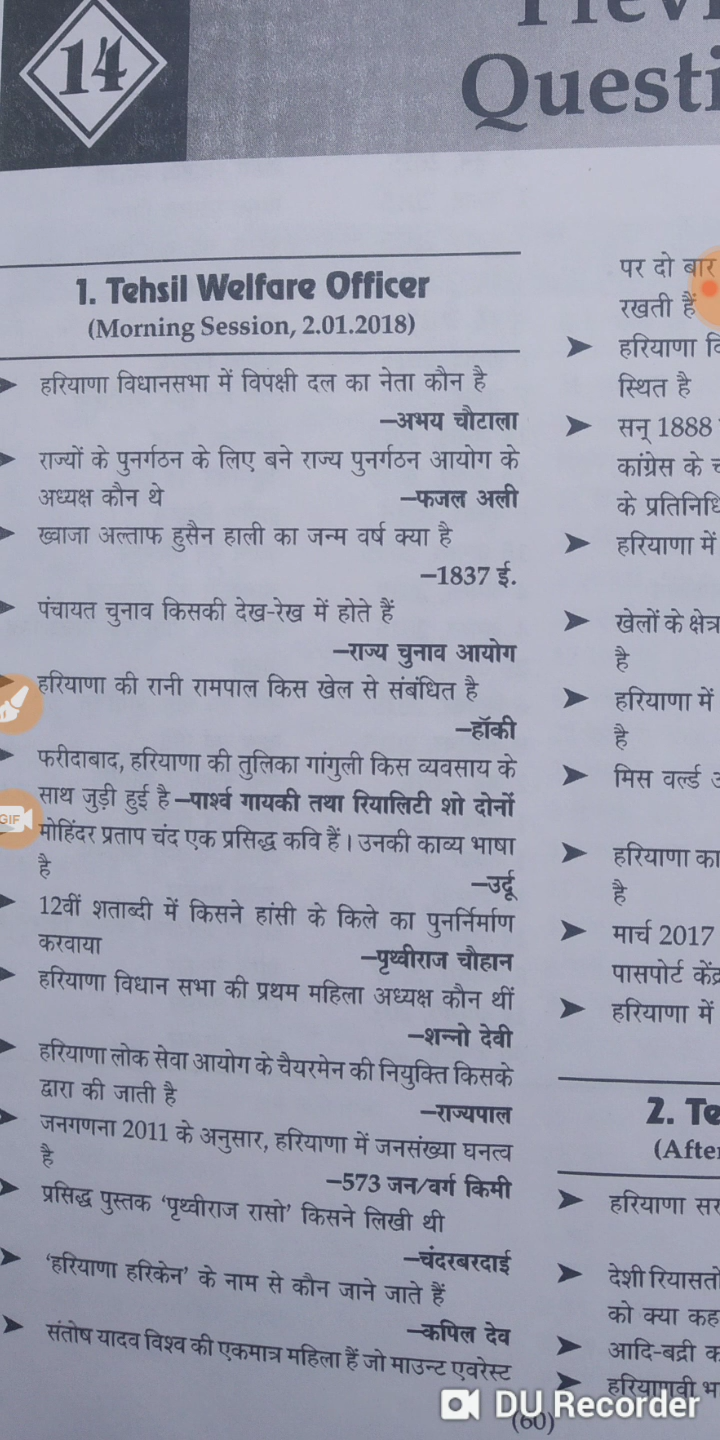 14
Questi
1. Tehsil Welfare Officer
(Morning Session, 2.01.2018)
➤ हरियाणा विधानसभा में विपक्षी दल का नेता कौन है
–अभय चौटाला
➤ राज्यों के पुनर्गठन के लिए बने राज्य पुनर्गठन आयोग के
अध्यक्ष कौन थे –फजल अली
➤ ख्वाजा अल्ताफ हुसैन हाली का जन्म वर्ष क्या है
–1837 ई.
➤ पंचायत चुनाव किसकी देख-रेख में होते हैं
–राज्य चुनाव आयोग
हरियाणा की रानी रामपाल किस खेल से संबंधित है
–हॉकी
➤ फरीदाबाद, हरियाणा की तुलिका गांगुली किस व्यवसाय के
साथ जुड़ी हुई है –पार्श्व गायकी तथा रियालिटी शो दोनों
GIF
मोहिंदर प्रताप चंद एक प्रसिद्ध कवि हैं। उनकी काव्य भाषा
है –उर्दू
➤ 12वीं शताब्दी में किसने हांसी के किले का पुनर्निर्माण
करवाया –पृथ्वीराज चौहान
➤ हरियाणा विधान सभा की प्रथम महिला अध्यक्ष कौन थीं
–शन्नो देवी
➤ हरियाणा लोक सेवा आयोग के चैयरमेन की नियुक्ति किसके
द्वारा की जाती है –राज्यपाल
➤ जनगणना 2011 के अनुसार, हरियाणा में जनसंख्या घनत्व
है –573 जन/वर्ग किमी
➤ प्रसिद्ध पुस्तक ‘पृथ्वीराज रासो’ किसने लिखी थी
–चंदरबरदाई
➤ ‘हरियाणा हरिकेन’ के नाम से कौन जाने जाते हैं
–कपिल देव
➤ संतोष यादव विश्व की एकमात्र महिला हैं जो माउन्ट एवरेस्ट
पर दो बार
रखती हैं
➤ हरियाणा
स्थित है
➤ सन् 1888
कांग्रेस के
के प्रतिनिधि
➤ हरियाणा में
➤ खेलों के क्षेत्र
है
➤ हरियाणा में
है
➤ मिस वर्ल्ड
➤ हरियाणा का
है
➤ मार्च 2017
पासपोर्ट केंद्र
➤ हरियाणा में
2. Te
(After
➤ हरियाणा
➤ देशी रियासतों
को क्या
➤ आदि-बद्री
➤ हरियाणवी
(60)
DU Recorder